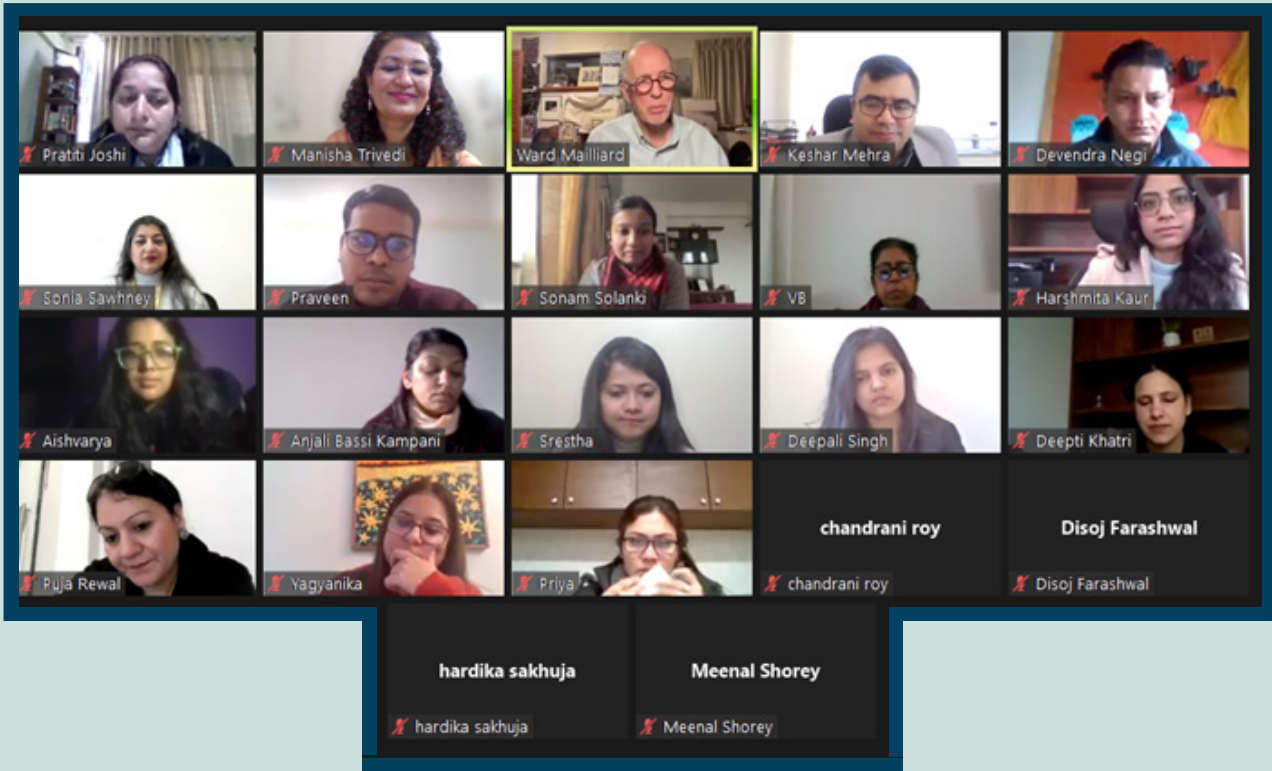 Pratiti Joshi
Manisha Trivedi
Ward Mailliard
Keshar Mehra
Devendra Negi
Sonia Sawhney
Praveen
Sonam Solanki
VB
Harshmita Kaur
Aishvarya
Anjali Bassi Kampani
Srestha
Deepali Singh
Deepti Khatri
Puja Rewal
Yagyanika
Priya
chandrani roy
chandrani roy
Disoj Farashwal
Disoj Farashwal
hardika sakhuja
hardika sakhuja
Meenal Shorey
Meenal Shorey